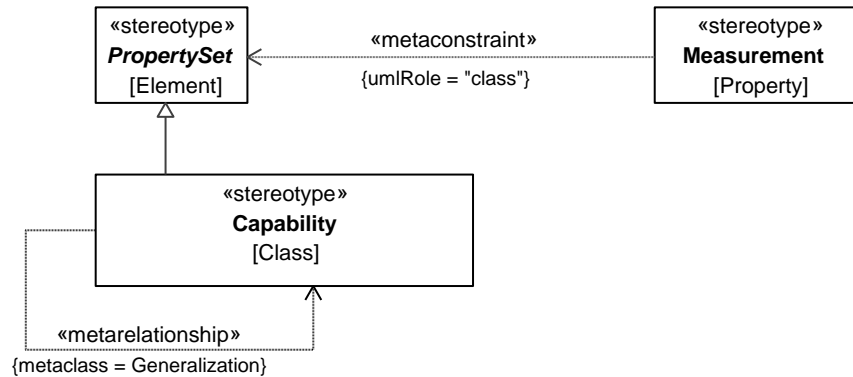 «stereotype»
PropertySet
[Element]
«metaconstraint»
{umlRole = "class"}
«stereotype»
Measurement
[Property]
«stereotype»
Capability
[Class]
«metarelationship»
{metaclass = Generalization}